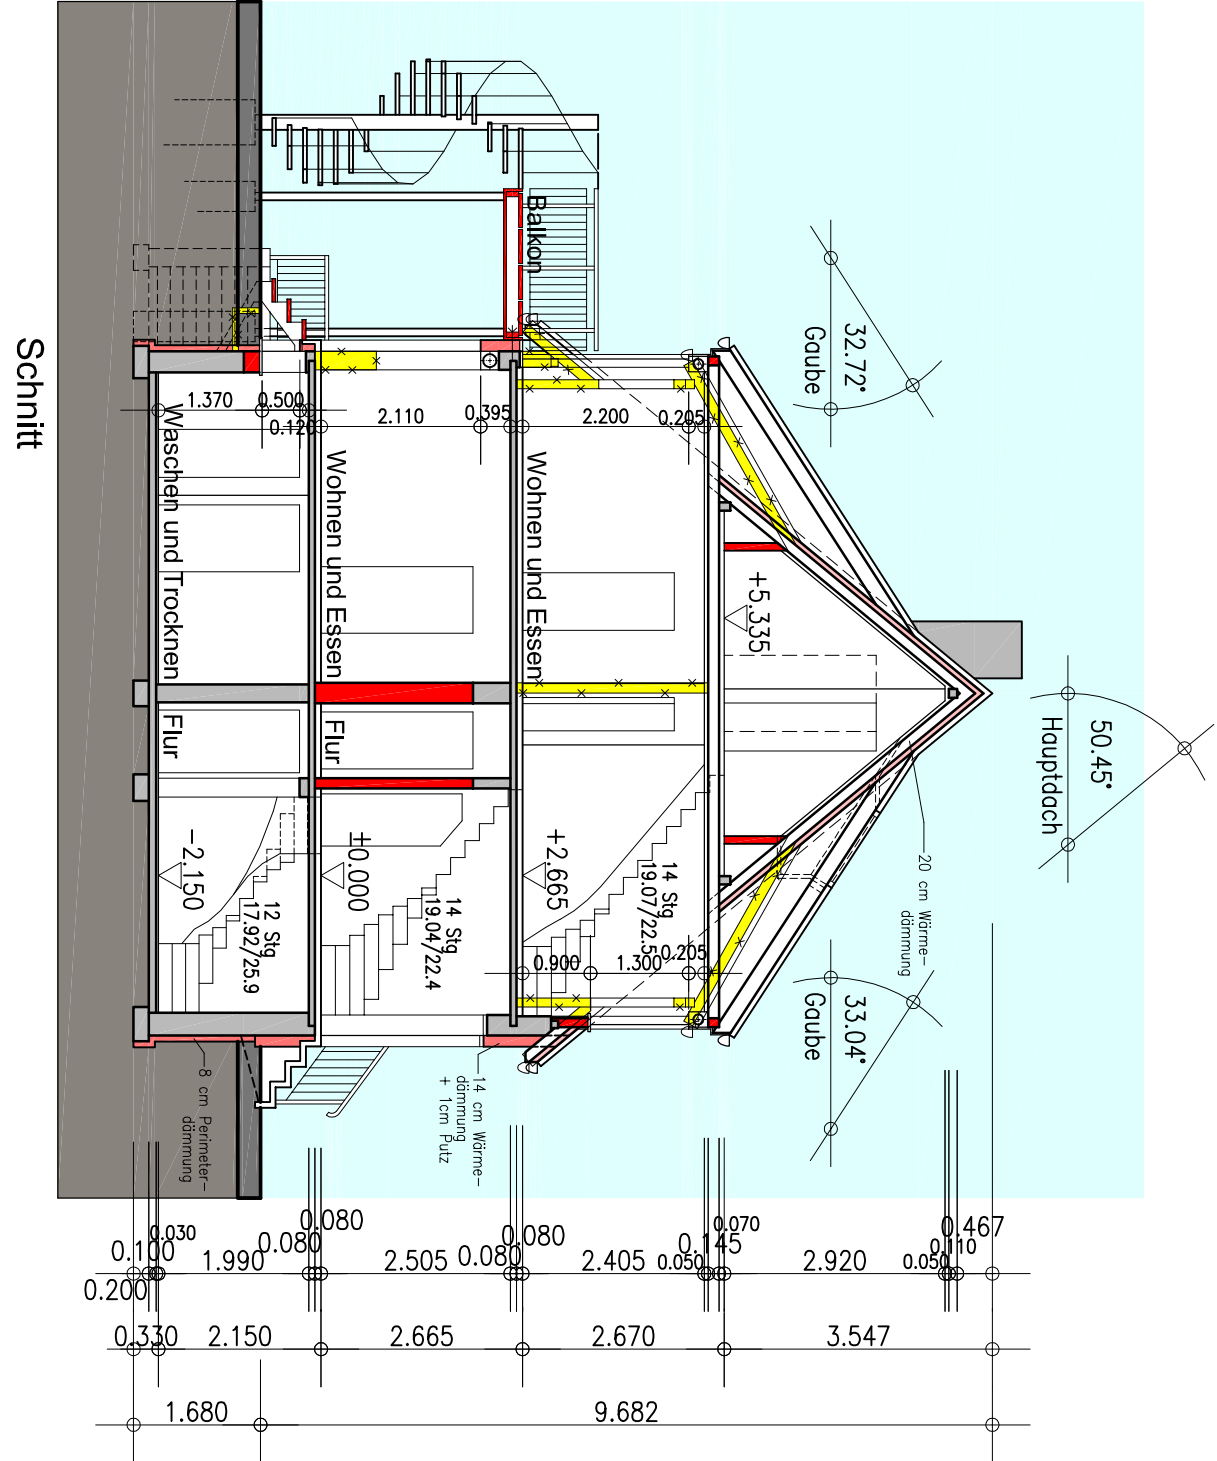 Schnitt
Balkon
32.72°
Gaube
50.45°
Hauptdach
33.04°
Gaube
20 cm Wärme-
dämmung
14 cm Wärme-
dämmung
+ 1cm Putz
8 cm Perimeter-
dämmung
Waschen und Trocknen
Flur
Wohnen und Essen
Flur
Wohnen und Essen
+5.335
+2.665
±0.000
-2.150
14 Stg
19.07/22.5
14 Stg
19.04/22.4
12 Stg
17.92/25.9
1.370
0.500
0.120
2.110
0.395
2.200
0.205
0.900
1.300
0.205
0.200
0.100
0.030
1.990
0.080
0.080
2.505
0.080
0.080
2.405
0.050
0.145
0.070
2.920
0.050
0.110
0.467
0.330
2.150
2.665
2.670
3.547
1.680
9.682